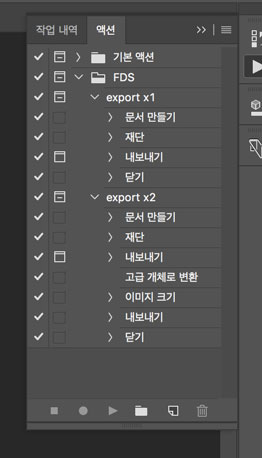 작업 내역 액션
기본 액션
FDS
export x1
문서 만들기
재단
내보내기
닫기
export x2
문서 만들기
재단
내보내기
고급 개체로 변환
이미지 크기
내보내기
닫기